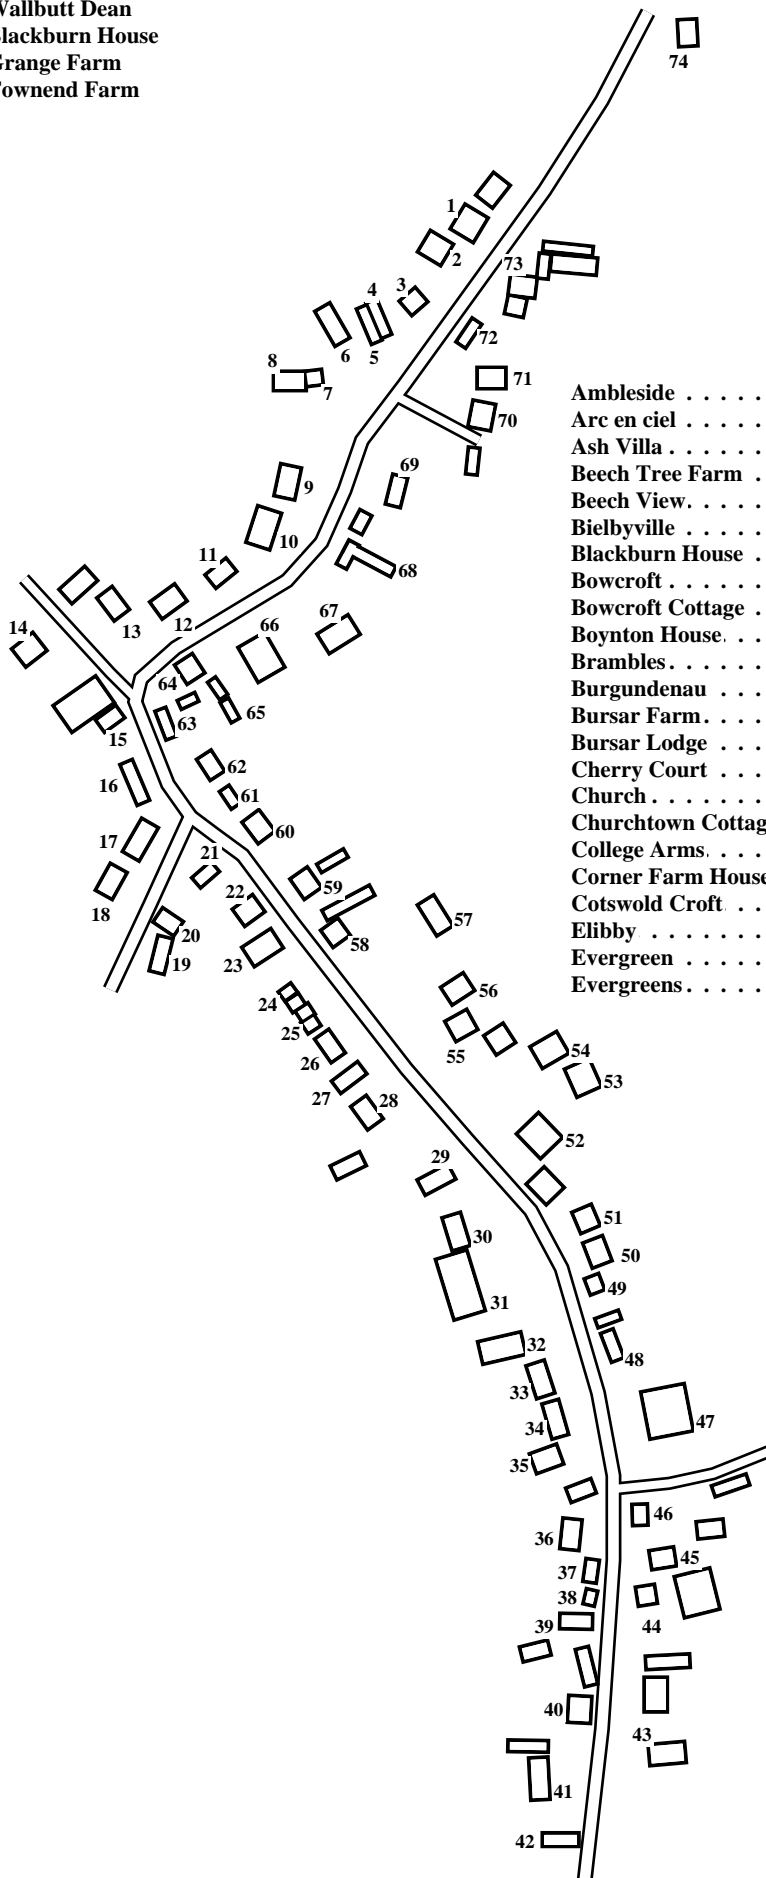 Wallbutt Dean
Blackburn House
Grange Farm
Townend Farm
74
1
2
73
3
4
72
6
5
8
7
71
70
69
9
10
11
68
12
13
67
14
66
64
65
63
15
62
16
61
60
17
21
18
22
59
20
58
57
23
19
24
56
25
55
54
26
53
27
28
52
29
51
30
50
49
31
32
48
33
34
47
35
46
36
45
37
38
44
39
40
43
41
42
Ambleside . . . . .
Arc en ciel . . . . .
Ash Villa . . . . .
Beech Tree Farm .
Beech View. . . . .
Bielbyville . . . . .
Blackburn House .
Bowcroft . . . . . .
Bowcroft Cottage .
Boynton House. . .
Brambles . . . . . .
Burgundenau . . .
Bursar Farm. . . .
Bursar Lodge . . .
Cherry Court . . .
Church . . . . . . .
Churchtown Cottag
College Arms. . . .
Corner Farm House
Cotswold Croft. . .
Elibby . . . . . . .
Evergreen . . . . .
Evergreens. . . . .